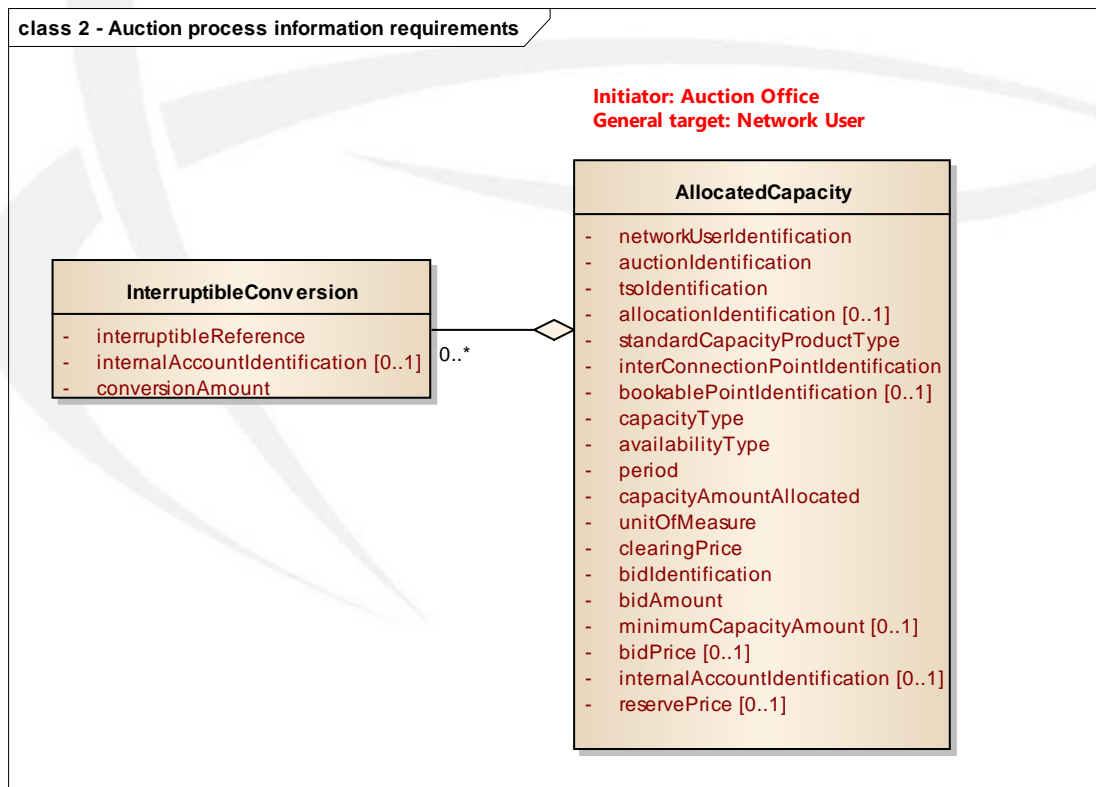 class 2 - Auction process information requirements
Initiator: Auction Office
General target: Network User
AllocatedCapacity
- networkUserIdentification
- auctionIdentification
- tsoIdentification
- allocationIdentification [0..1]
- standardCapacityProductType
- interConnectionPointIdentification
- bookablePointIdentification [0..1]
- capacityType
- availabilityType
- period
- capacityAmountAllocated
- unitOfMeasure
- clearingPrice
- bidIdentification
- bidAmount
- minimumCapacityAmount [0..1]
- bidPrice [0..1]
- internalAccountIdentification [0..1]
- reservePrice [0..1]
InterruptibleConversion
- interruptibleReference
- internalAccountIdentification [0..1]
- conversionAmount
0..*